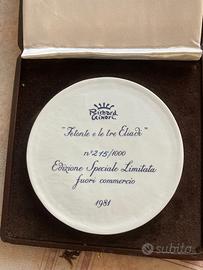 Richard
Ginori
"Fetonte e le tre Eliadi"
n° 215/1000
Edizione Speciale Limitata
fuori commercio
1981
subito